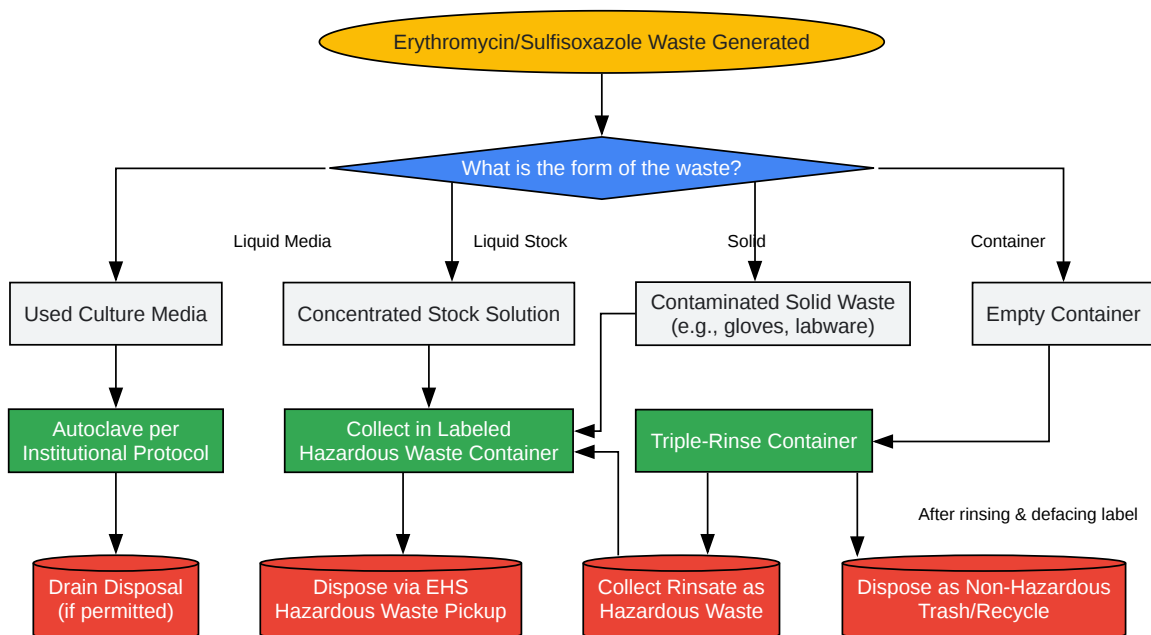 Erythromycin/Sulfisoxazole Waste Generated
What is the form of the waste?
Liquid Media
Liquid Stock
Solid
Container
Used Culture Media
Concentrated Stock Solution
Contaminated Solid Waste
(e.g., gloves, labware)
Empty Container
Autoclave per
Institutional Protocol
Collect in Labeled
Hazardous Waste Container
Triple-Rinse Container
After rinsing & defacing label
Drain Disposal
(if permitted)
Dispose via EHS
Hazardous Waste Pickup
Collect Rinsate as
Hazardous Waste
Dispose as Non-Hazardous
Trash/Recycle